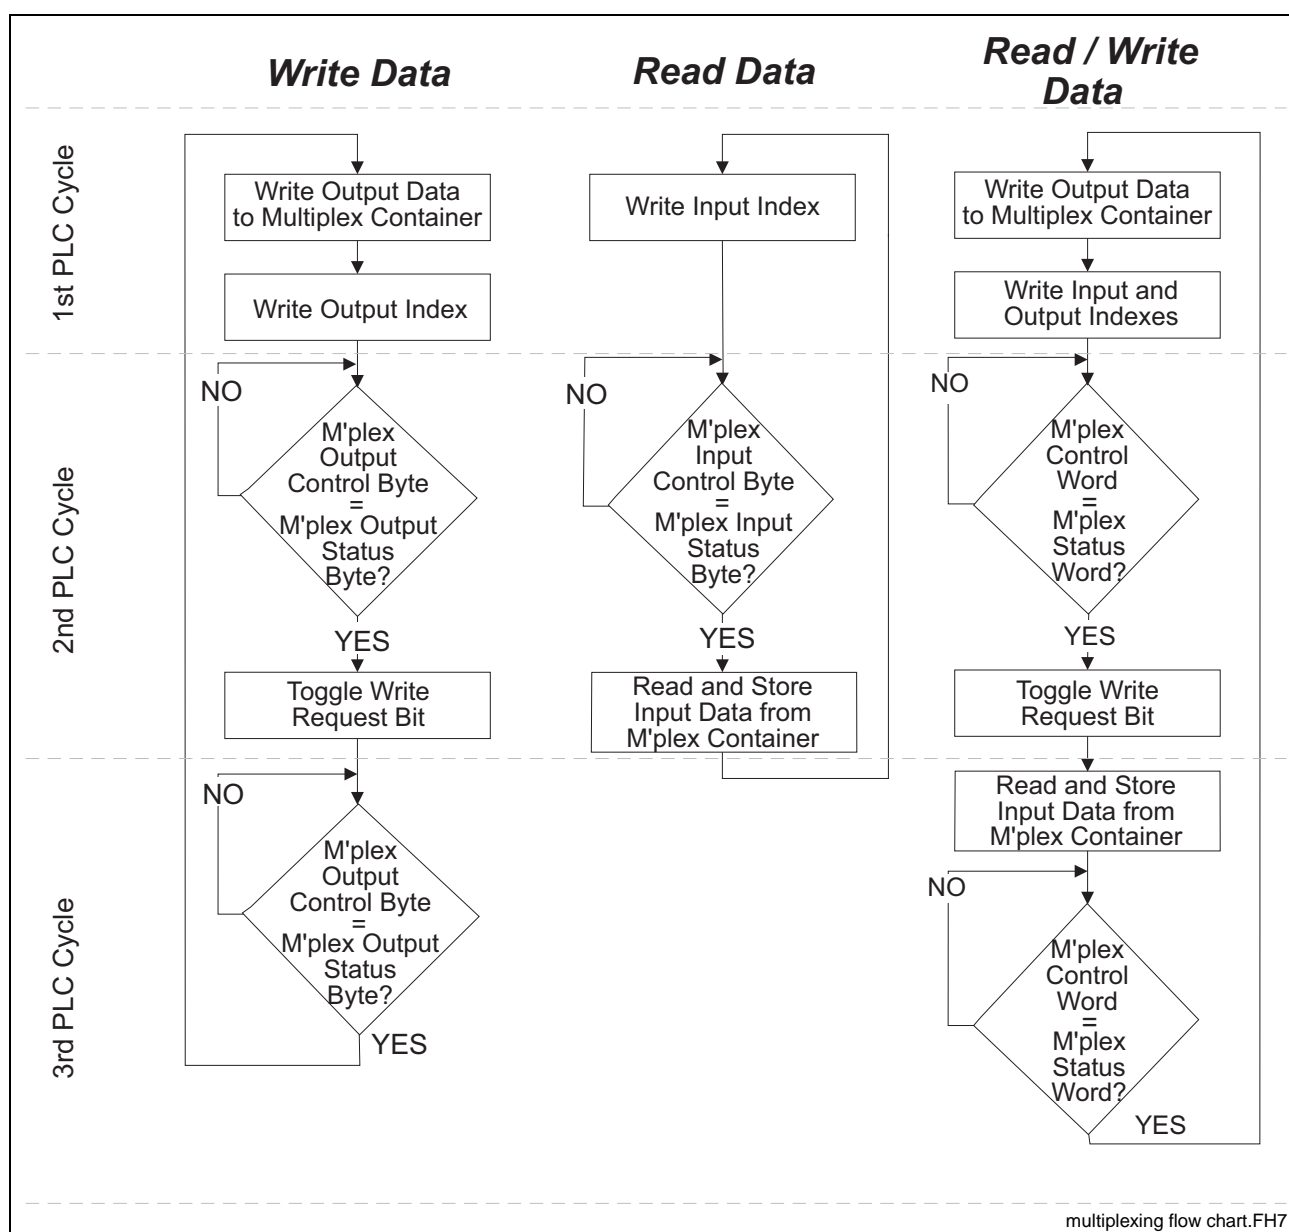 Write Data
Read Data
Read / Write
Data
1st PLC Cycle
Write Output Data
to Multiplex Container
Write Output Index
Write Input Index
Write Output Data
to Multiplex Container
Write Input and
Output Indexes
2nd PLC Cycle
NO
M'plex
Output
Control Byte
=
M'plex Output
Status
Byte?
YES
Toggle Write
Request Bit
NO
M'plex
Input
Control Byte
=
M'plex Input
Status
Byte?
YES
Read and Store
Input Data from
M'plex Container
NO
M'plex
Control
Word
=
M'plex
Status
Word?
YES
Toggle Write
Request Bit
3rd PLC Cycle
NO
M'plex
Output
Control Byte
=
M'plex Output
Status
Byte?
YES
Read and Store
Input Data from
M'plex Container
NO
M'plex
Control
Word
=
M'plex
Status
Word?
YES
multiplexing flow chart.FH7